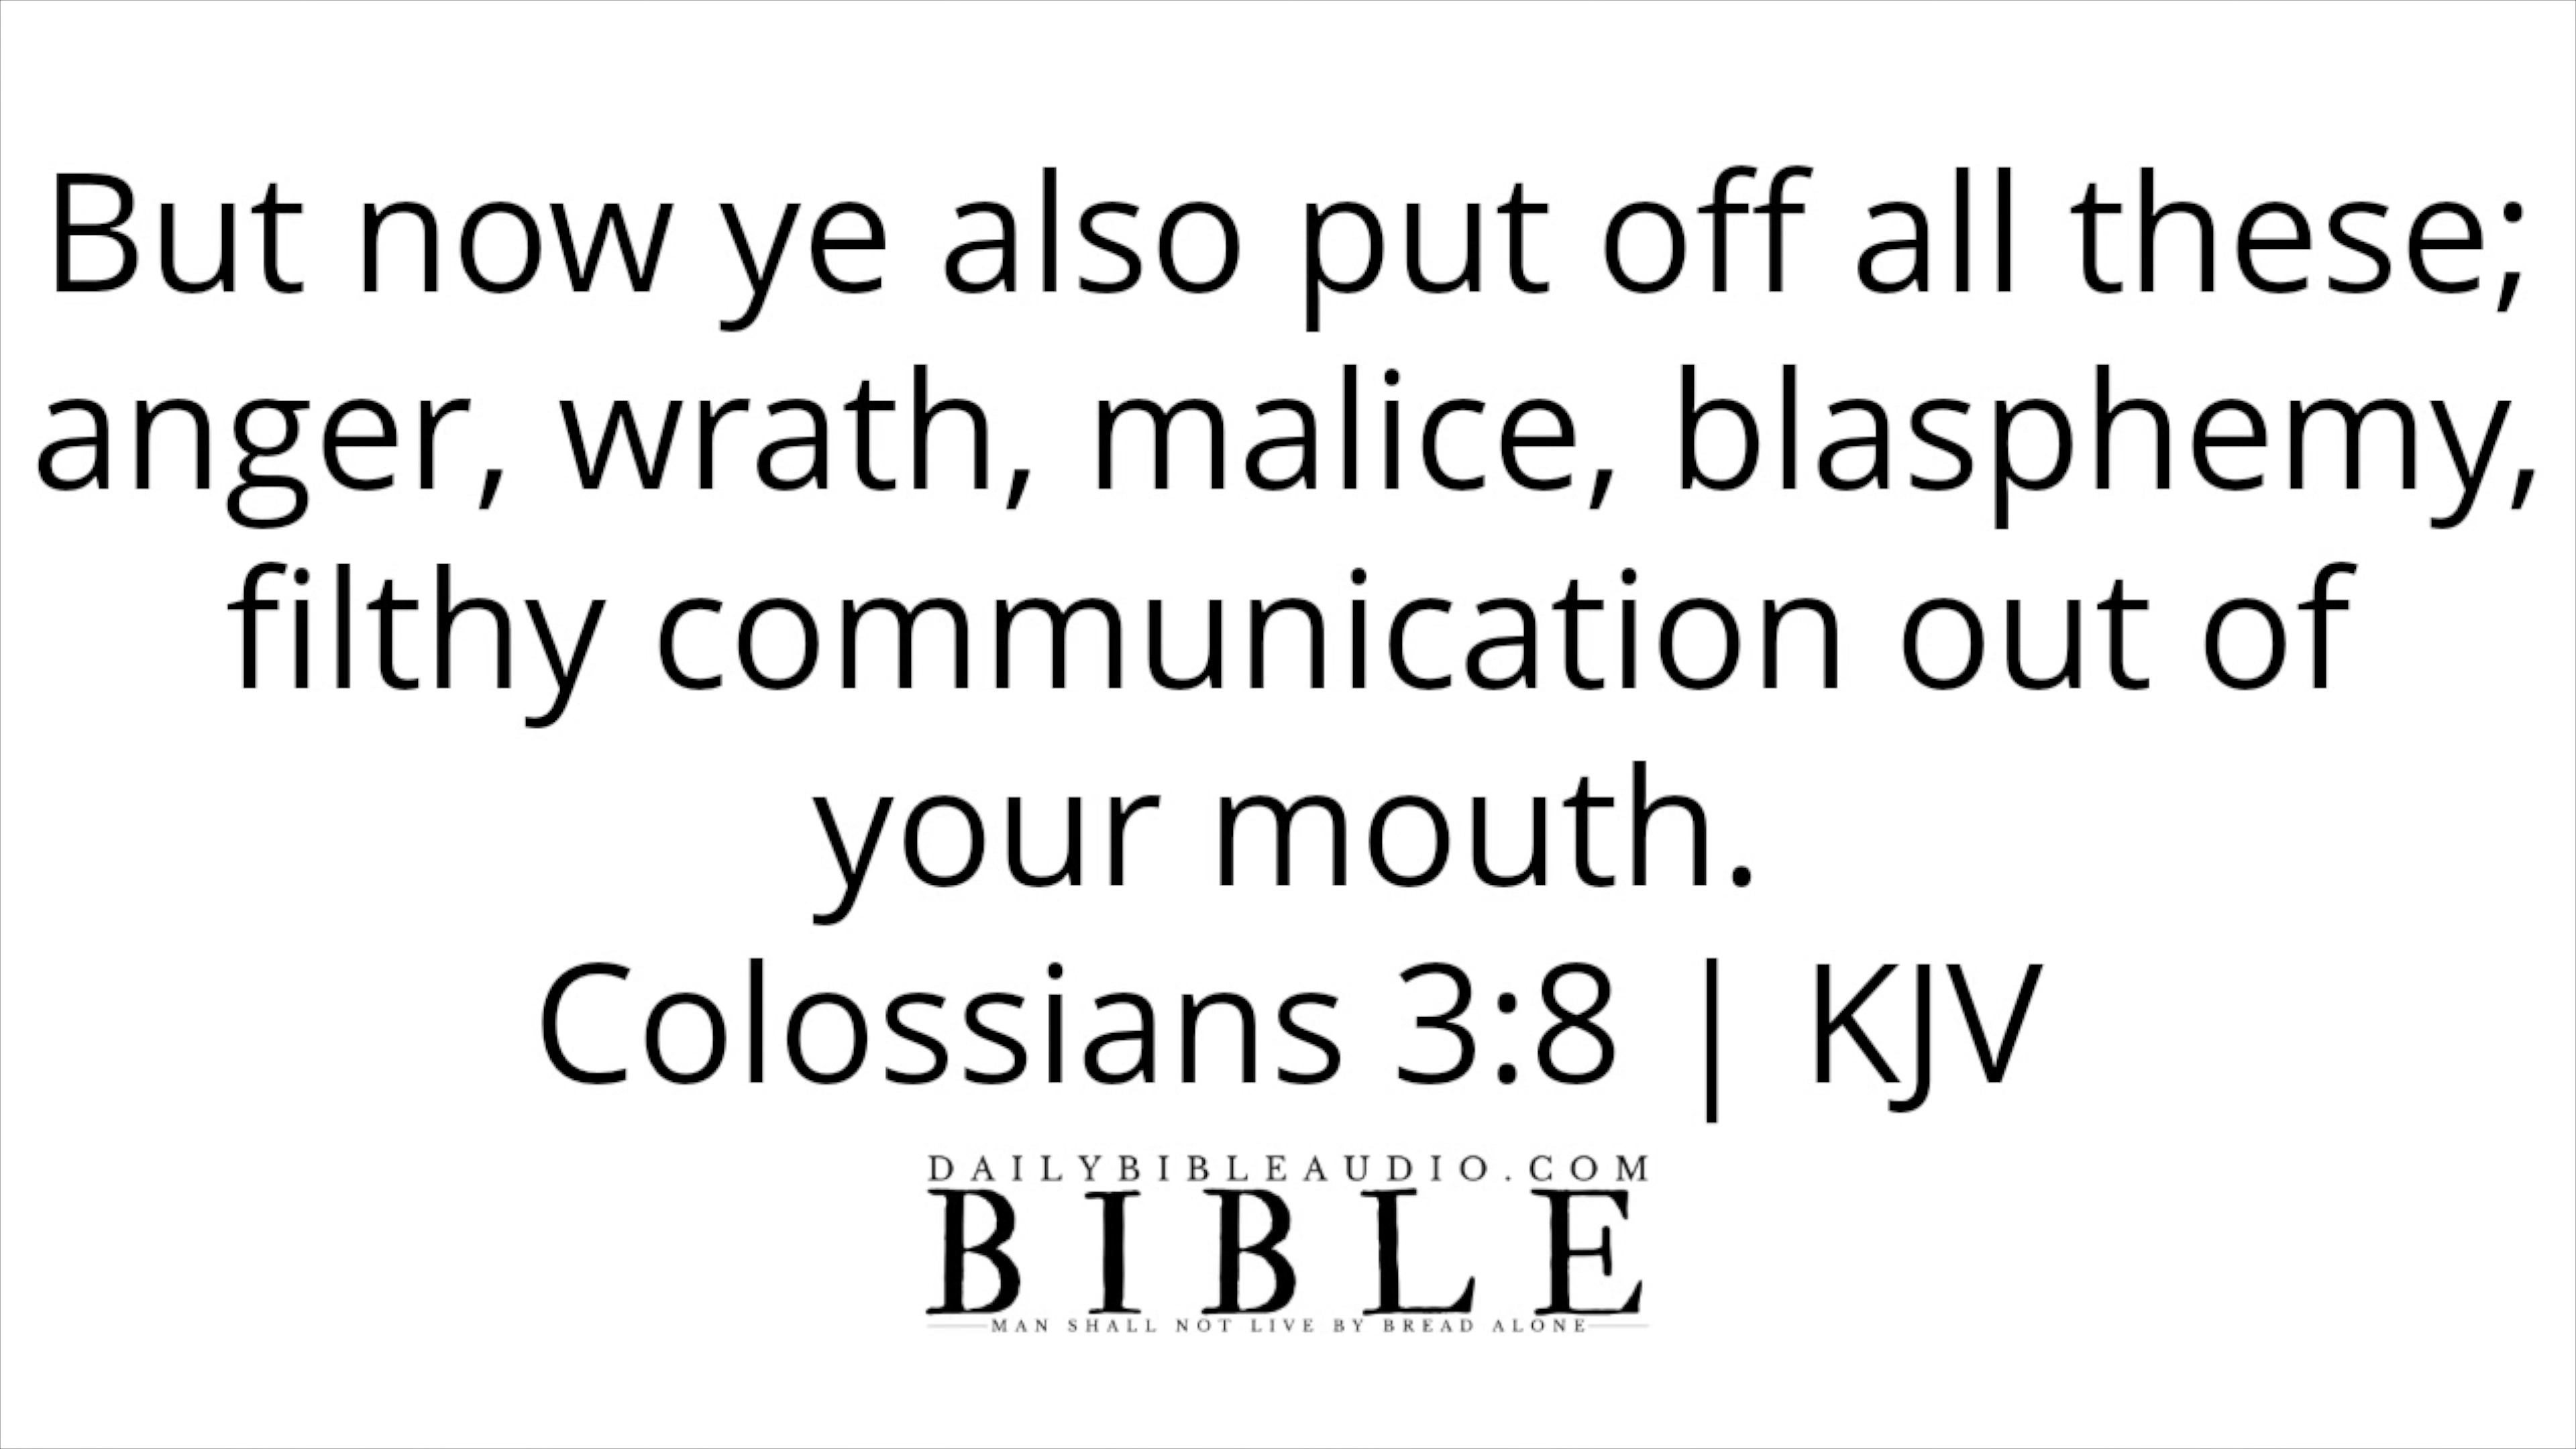 But now ye also put off all these;
anger, wrath, malice, blasphemy,
filthy communication out of
your mouth.
Colossians 3:8 | KJV
DAILYBIBLEAUDIO.COM
BIBLE
MAN SHALL NOT LIVE BY BREAD ALONE